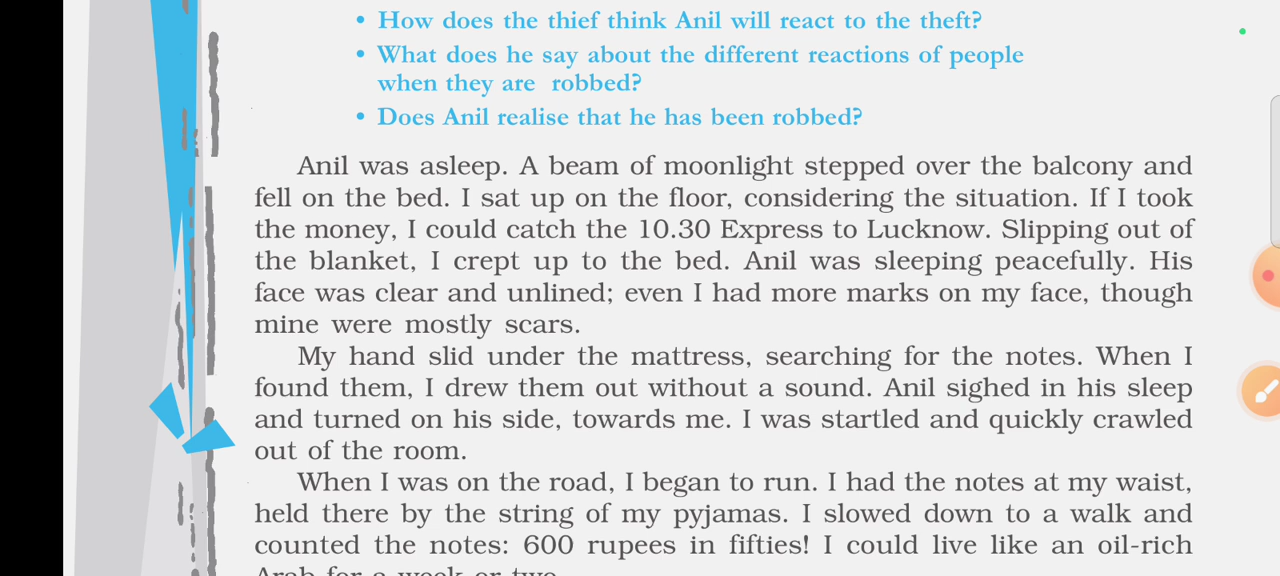 • How does the thief think Anil will react to the theft?
• What does he say about the different reactions of people
when they are robbed?
• Does Anil realise that he has been robbed?
Anil was asleep. A beam of moonlight stepped over the balcony and
fell on the bed. I sat up on the floor, considering the situation. If I took
the money, I could catch the 10.30 Express to Lucknow. Slipping out of
the blanket, I crept up to the bed. Anil was sleeping peacefully. His
face was clear and unlined; even I had more marks on my face, though
mine were mostly scars.
My hand slid under the mattress, searching for the notes. When I
found them, I drew them out without a sound. Anil sighed in his sleep
and turned on his side, towards me. I was startled and quickly crawled
out of the room.
When I was on the road, I began to run. I had the notes at my waist,
held there by the string of my pyjamas. I slowed down to a walk and
counted the notes: 600 rupees in fifties! I could live like an oil-rich
Arab for a week or two.